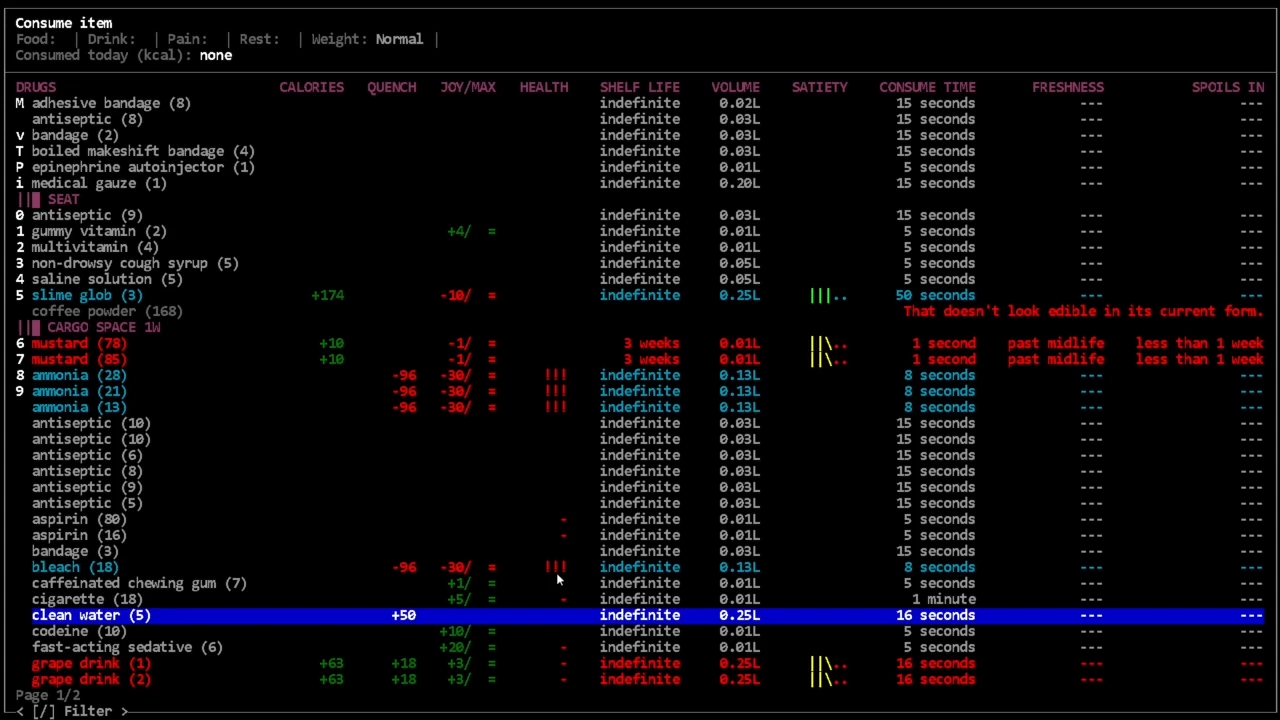 Consume item
Food:  | Drink:  | Pain:  | Rest:  | Weight: Normal |
Consumed today (kcal): none
DRUGS CALORIES QUENCH JOY/MAX HEALTH SHELF LIFE VOLUME SATIETY CONSUME TIME FRESHNESS SPOILS IN
M adhesive bandage (8) indefinite 0.02L 15 seconds --- ---
antiseptic (8) indefinite 0.03L 15 seconds --- ---
v bandage (2) indefinite 0.03L 15 seconds --- ---
T boiled makeshift bandage (4) indefinite 0.03L 15 seconds --- ---
P epinephrine autoinjector (1) indefinite 0.01L 5 seconds --- ---
i medical gauze (1) indefinite 0.20L 15 seconds --- ---
||█ SEAT
0 antiseptic (9) indefinite 0.03L 15 seconds --- ---
1 gummy vitamin (2) +4/ = indefinite 0.01L 5 seconds --- ---
2 multivitamin (4) indefinite 0.01L 5 seconds --- ---
3 non-drowsy cough syrup (5) indefinite 0.05L 5 seconds --- ---
4 saline solution (5) indefinite 0.05L 5 seconds --- ---
5 slime glob (3) +174 -10/ = indefinite 0.25L |||.. 50 seconds --- ---
coffee powder (168) That doesn't look edible in its current form.
||█ CARGO SPACE 1W
6 mustard (78) +10 -1/ = 3 weeks 0.01L ||\.. 1 second past midlife less than 1 week
7 mustard (85) +10 -1/ = 3 weeks 0.01L ||\.. 1 second past midlife less than 1 week
8 ammonia (28) -96 -30/ = !!! indefinite 0.13L 8 seconds --- ---
9 ammonia (21) -96 -30/ = !!! indefinite 0.13L 8 seconds --- ---
ammonia (13) -96 -30/ = !!! indefinite 0.13L 8 seconds --- ---
antiseptic (10) indefinite 0.03L 15 seconds --- ---
antiseptic (10) indefinite 0.03L 15 seconds --- ---
antiseptic (6) indefinite 0.03L 15 seconds --- ---
antiseptic (8) indefinite 0.03L 15 seconds --- ---
antiseptic (9) indefinite 0.03L 15 seconds --- ---
antiseptic (5) indefinite 0.03L 15 seconds --- ---
aspirin (80) - indefinite 0.01L 5 seconds --- ---
aspirin (16) - indefinite 0.01L 5 seconds --- ---
bandage (3) indefinite 0.03L 15 seconds --- ---
bleach (18) -96 -30/ = !!! indefinite 0.13L 8 seconds --- ---
caffeinated chewing gum (7) +1/ = indefinite 0.01L 5 seconds --- ---
cigarette (18) +5/ = - indefinite 0.01L 1 minute --- ---
clean water (5) +50 indefinite 0.25L 16 seconds --- ---
codeine (10) +10/ = indefinite 0.01L 5 seconds --- ---
fast-acting sedative (6) +20/ = - indefinite 0.01L 5 seconds --- ---
grape drink (1) +63 +18 +3/ = - indefinite 0.25L ||\.. 16 seconds --- ---
grape drink (2) +63 +18 +3/ = - indefinite 0.25L ||\.. 16 seconds --- ---
Page 1/2
< [/] Filter >